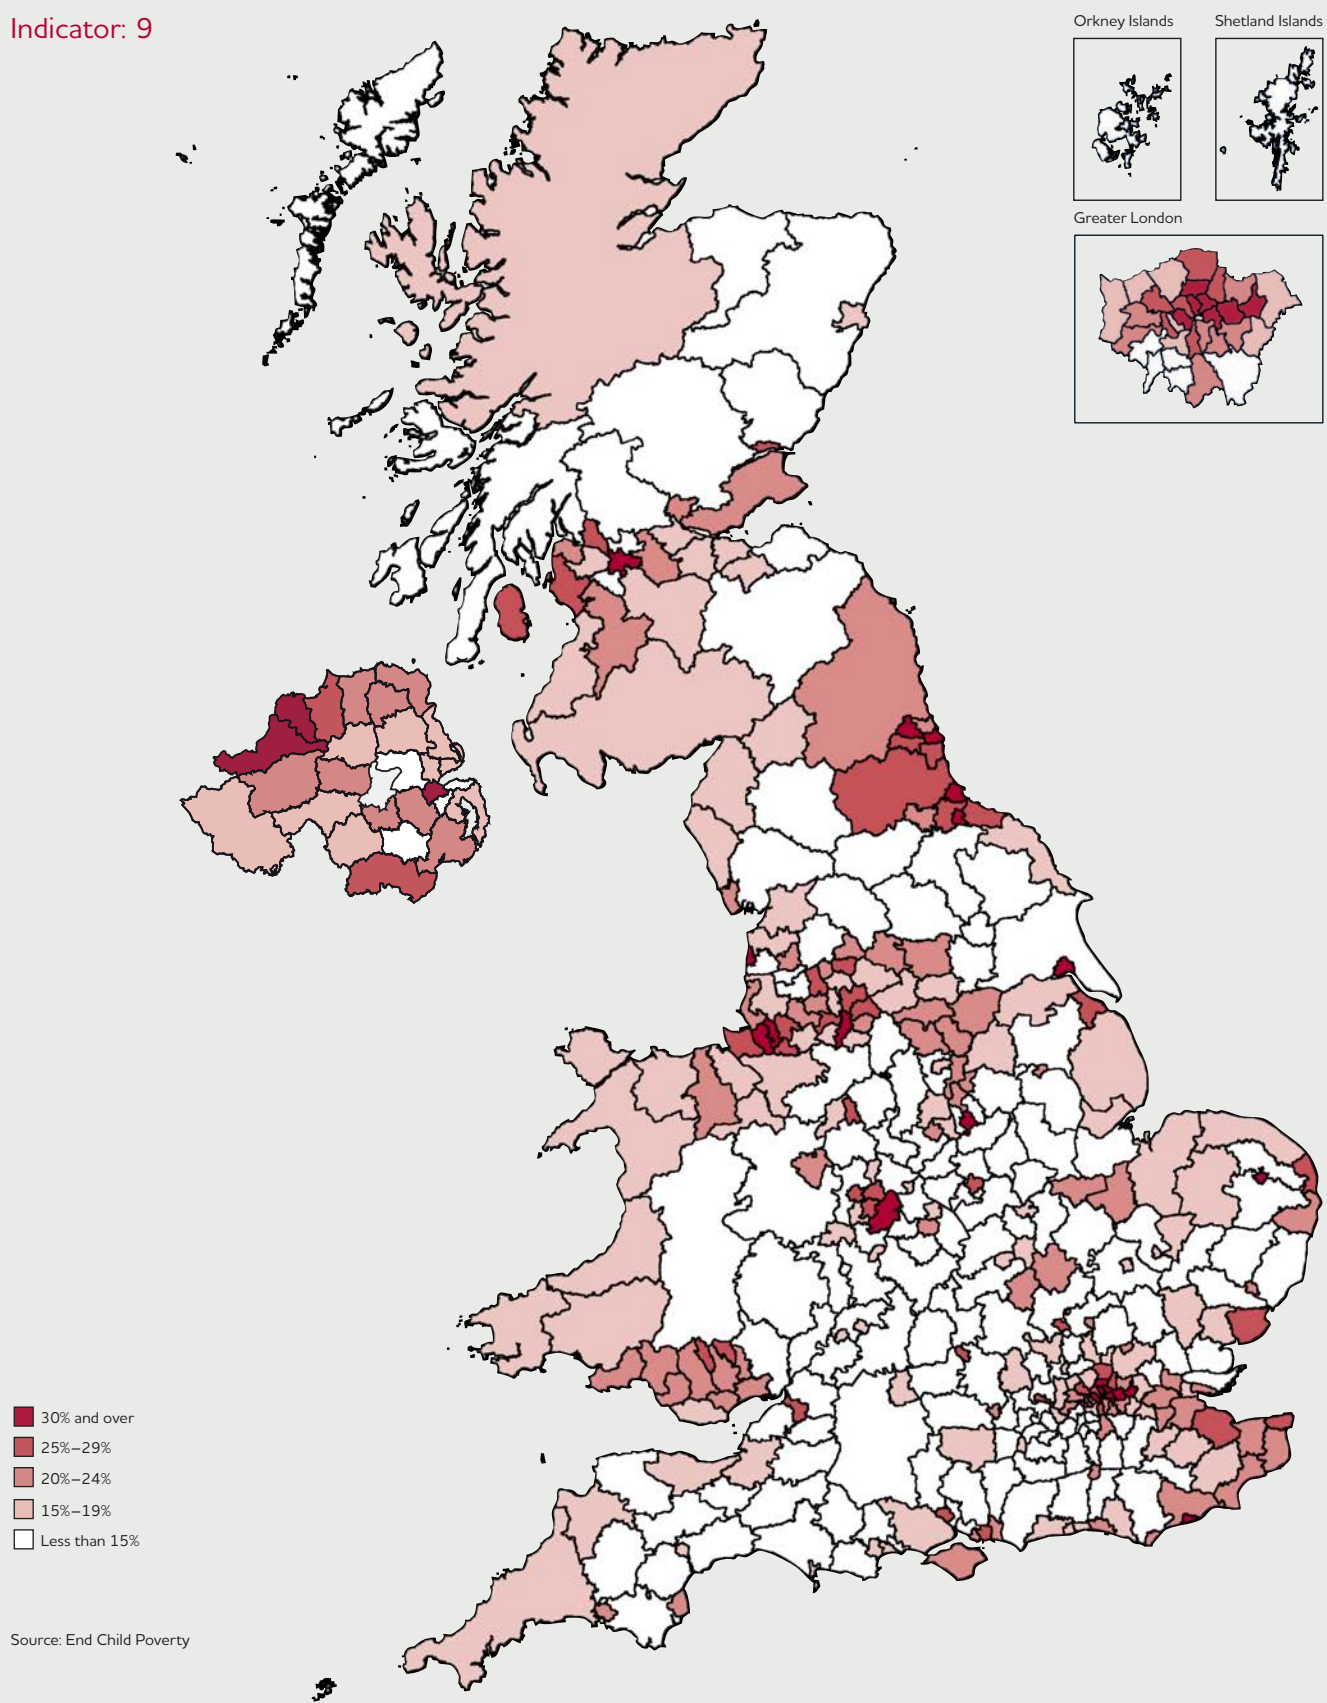 Indicator: 9
Orkney Islands
Shetland Islands
Greater London
30% and over
25%–29%
20%–24%
15%–19%
Less than 15%
Source: End Child Poverty